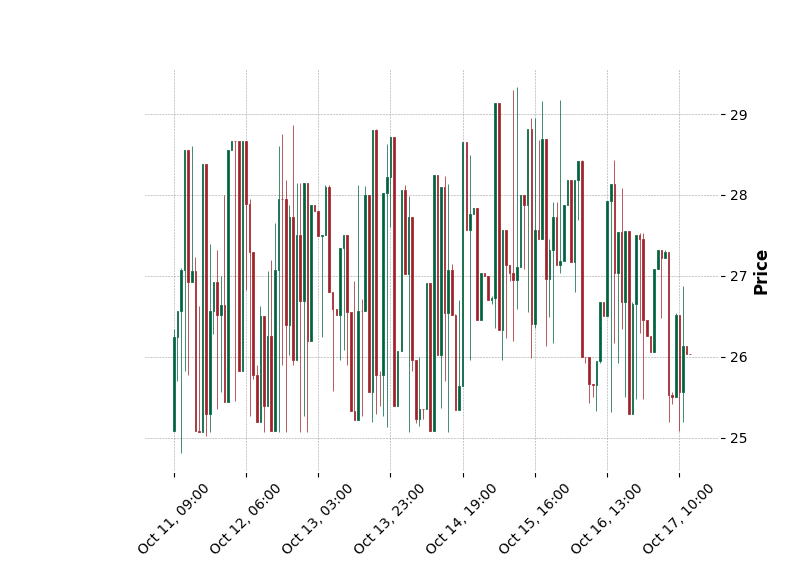 29
28
27
26
25
Price
Oct 11, 09:00
Oct 12, 06:00
Oct 13, 03:00
Oct 13, 23:00
Oct 14, 19:00
Oct 15, 16:00
Oct 16, 13:00
Oct 17, 10:00